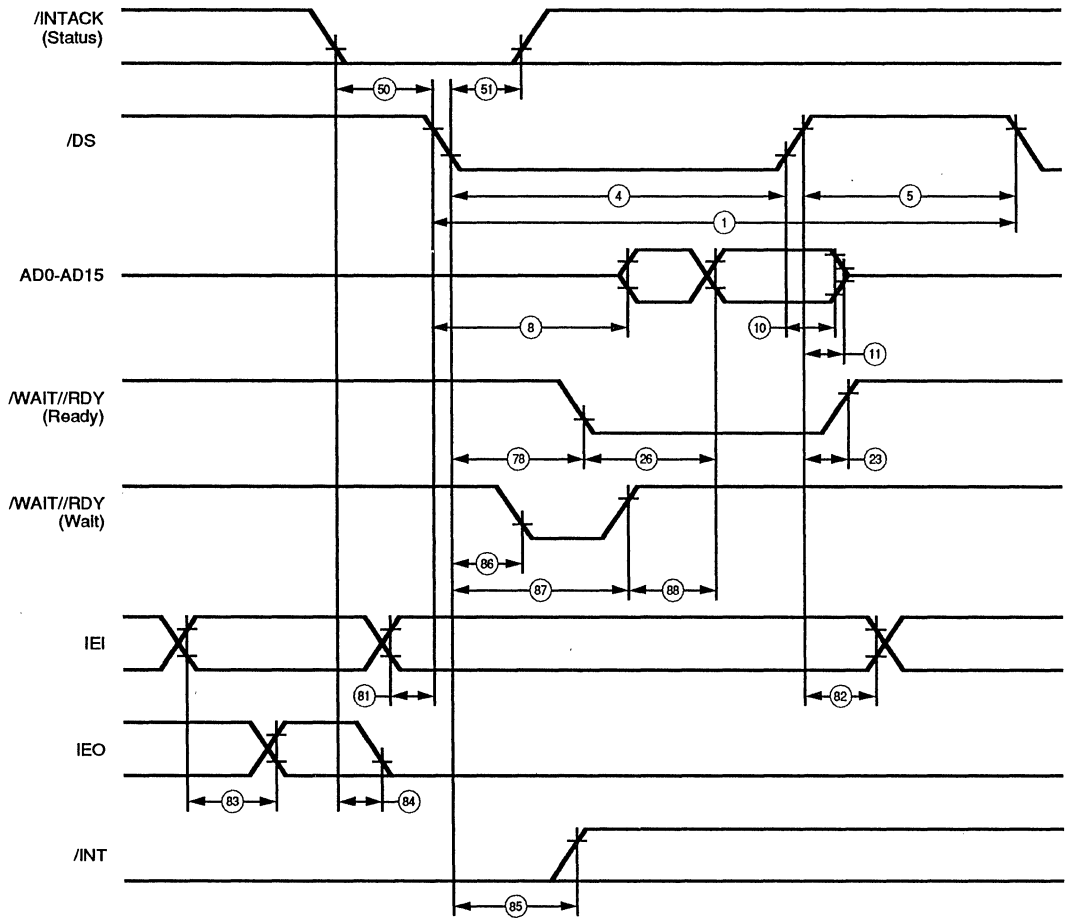 /INTACK
(Status)
50
51
/DS
4
5
1
AD0-AD15
8
10
11
/WAIT//RDY
(Ready)
78
26
23
/WAIT//RDY
(Wait)
86
87
88
IEI
81
82
IEO
83
84
/INT
85